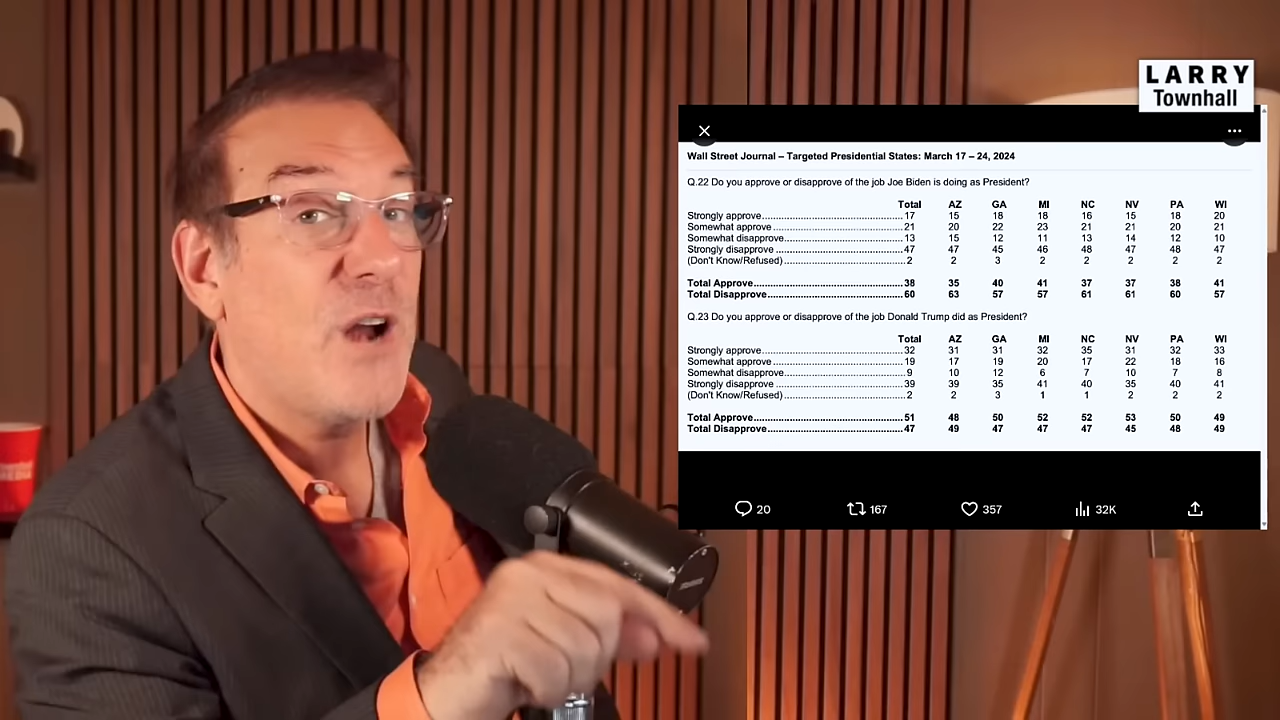 LARRY
Townhall
Wall Street Journal – Targeted Presidential States: March 17 – 24, 2024
Q.22 Do you approve or disapprove of the job Joe Biden is doing as President?
Total AZ GA MI NC NV PA WI
Strongly approve 17 15 18 18 16 15 18 20
Somewhat approve 21 20 22 23 21 21 20 21
Somewhat disapprove 13 15 12 11 13 14 12 10
Strongly disapprove 47 47 45 46 48 47 48 47
(Don't Know/Refused) 2 2 3 2 2 2 2 2
Total Approve 38 35 40 41 37 37 38 41
Total Disapprove 60 63 57 57 61 61 60 57
Q.23 Do you approve or disapprove of the job Donald Trump did as President?
Total AZ GA MI NC NV PA WI
Strongly approve 32 31 31 32 35 31 32 33
Somewhat approve 19 17 19 20 17 22 18 16
Somewhat disapprove 9 10 12 6 7 10 7 8
Strongly disapprove 39 39 35 41 40 35 40 41
(Don't Know/Refused) 2 2 3 1 1 2 2 2
Total Approve 51 48 50 52 52 53 50 49
Total Disapprove 47 49 47 47 47 45 48 49
20 167 357 32K